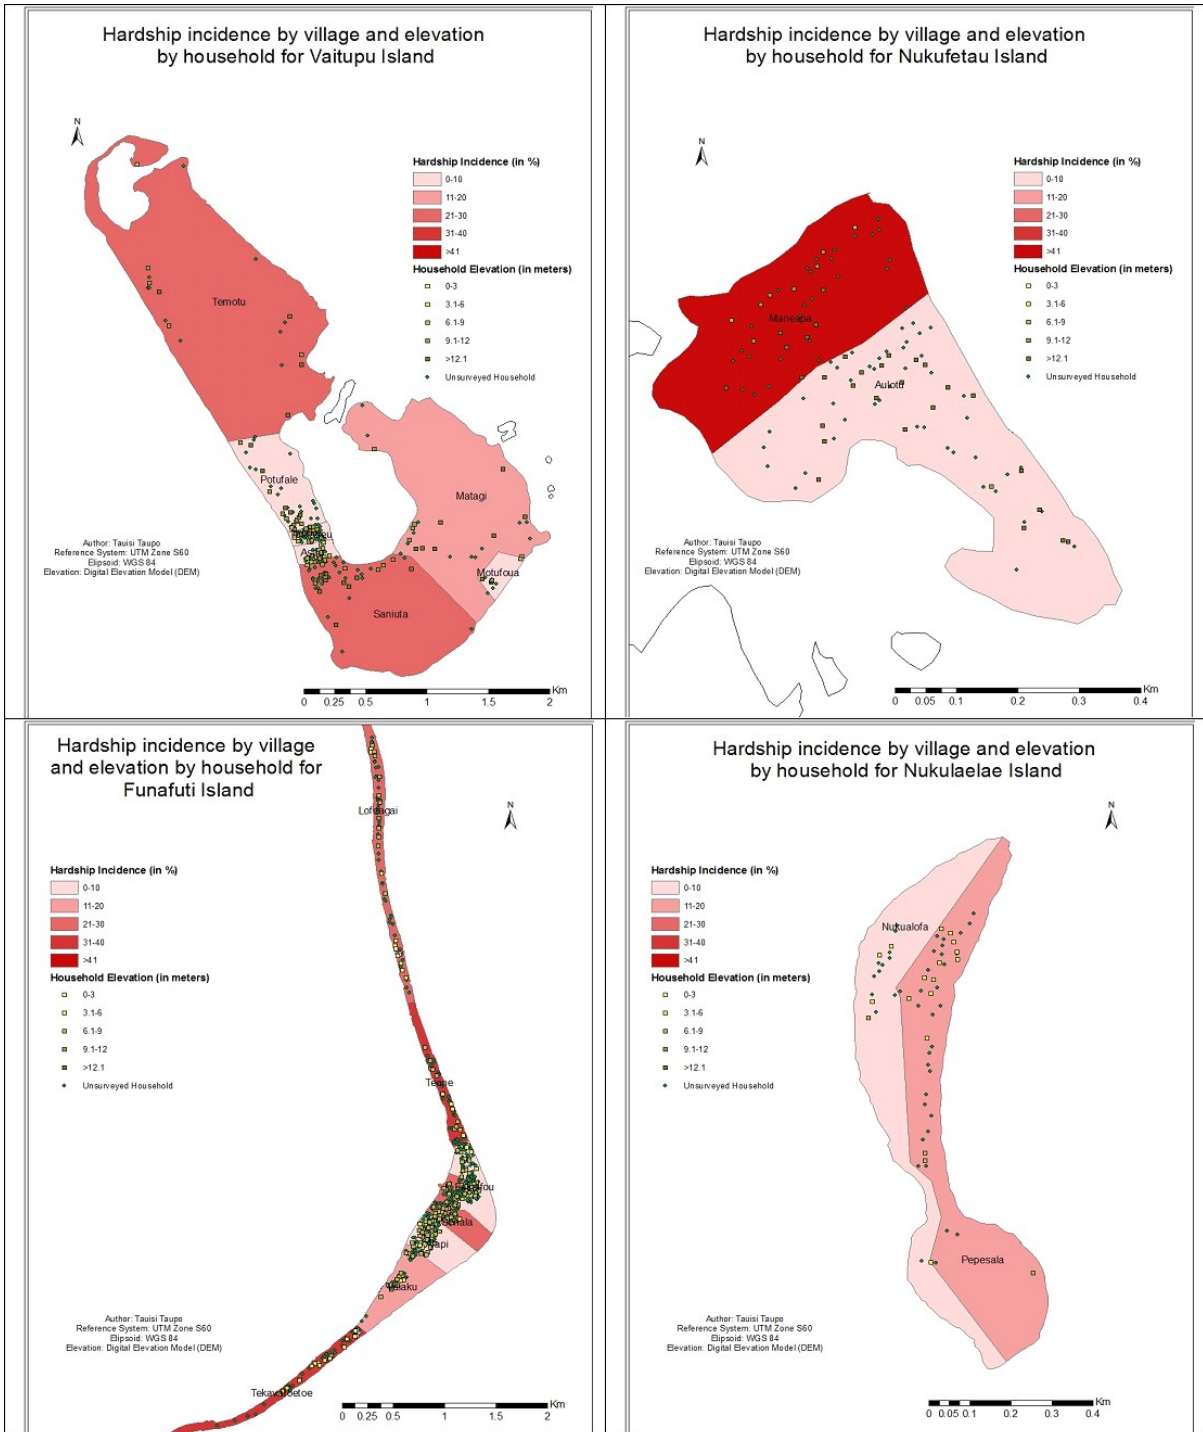 Hardship incidence by village and elevation
by household for Vaitupu Island
N
Hardship Incidence (in %)
0-10
11-20
21-30
31-40
>41
Household Elevation (in meters)
0-3
3.1-6
6.1-9
9.1-12
>12.1
Unsurveyed Household
Temotu
Potufale
Matagi
Motufoua
Saniuta
Author: Tauisi Taupo
Reference System: UTM Zone S60
Elipsoid: WGS 84
Elevation: Digital Elevation Model (DEM)
Km
0 0.25 0.5 1 1.5 2
Hardship incidence by village and elevation
by household for Nukufetau Island
N
Hardship Incidence (in %)
0-10
11-20
21-30
31-40
>41
Household Elevation (in meters)
0-3
3.1-6
6.1-9
9.1-12
>12.1
Unsurveyed Household
Maneapa
Aulotu
Author: Tauisi Taupo
Reference System: UTM Zone S60
Elipsoid: WGS 84
Elevation: Digital Elevation Model (DEM)
Km
0 0.05 0.1 0.2 0.3 0.4
Hardship incidence by village
and elevation by household for
Funafuti Island
N
Hardship Incidence (in %)
0-10
11-20
21-30
31-40
>41
Household Elevation (in meters)
0-3
3.1-6
6.1-9
9.1-12
>12.1
Unsurveyed Household
Author: Tauisi Taupo
Reference System: UTM Zone S60
Elipsoid: WGS 84
Elevation: Digital Elevation Model (DEM)
Km
0 0.25 0.5 1 1.5 2
Hardship incidence by village and elevation
by household for Nukulaelae Island
N
Hardship Incidence (in %)
0-10
11-20
21-30
31-40
>41
Household Elevation (in meters)
0-3
3.1-6
6.1-9
9.1-12
>12.1
Unsurveyed Household
Nukualofa
Pepesala
Author: Tauisi Taupo
Reference System: UTM Zone S60
Elipsoid: WGS 84
Elevation: Digital Elevation Model (DEM)
Km
0 0.05 0.1 0.2 0.3 0.4